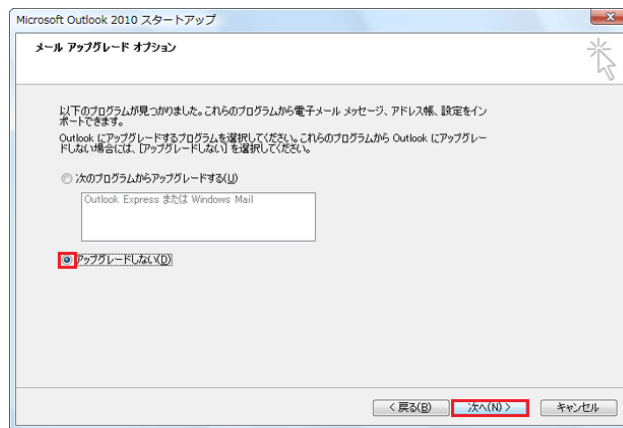 Microsoft Outlook 2010 スタートアップ
メール アップグレード オプション
以下のプログラムが見つかりました。これらのプログラムから電子メール メッセージ、アドレス帳、設定をイン
ポートできます。
Outlook にアップグレードするプログラムを選択してください。これらのプログラムから Outlook にアップグレー
ドしない場合には、[アップグレードしない] を選択してください。
次のプログラムからアップグレードする(U)
Outlook Express または Windows Mail
アップグレードしない(D)
< 戻る(B)
次へ(N) >
キャンセル